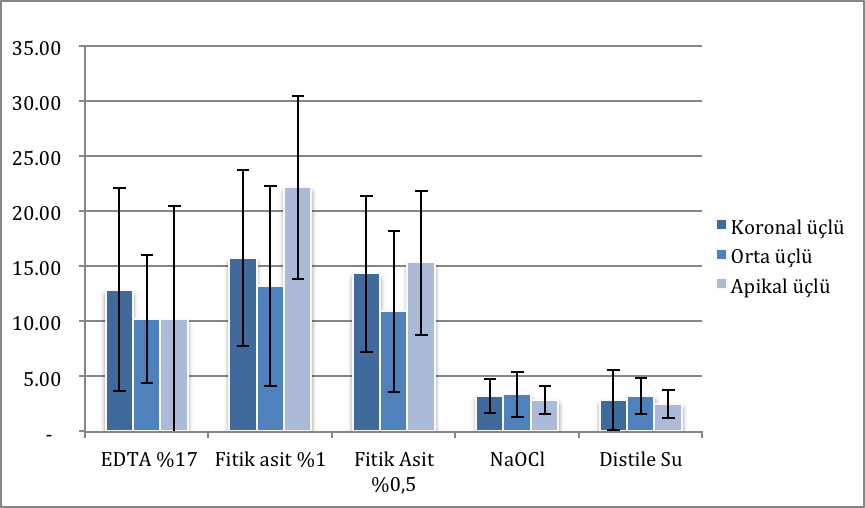 35.00
30.00
25.00
20.00
15.00
10.00
5.00
-
EDTA %17
Fitik asit %1
Fitik Asit
%0,5
NaOCl
Distile Su
Koronal üçlü
Orta üçlü
Apikal üçlü